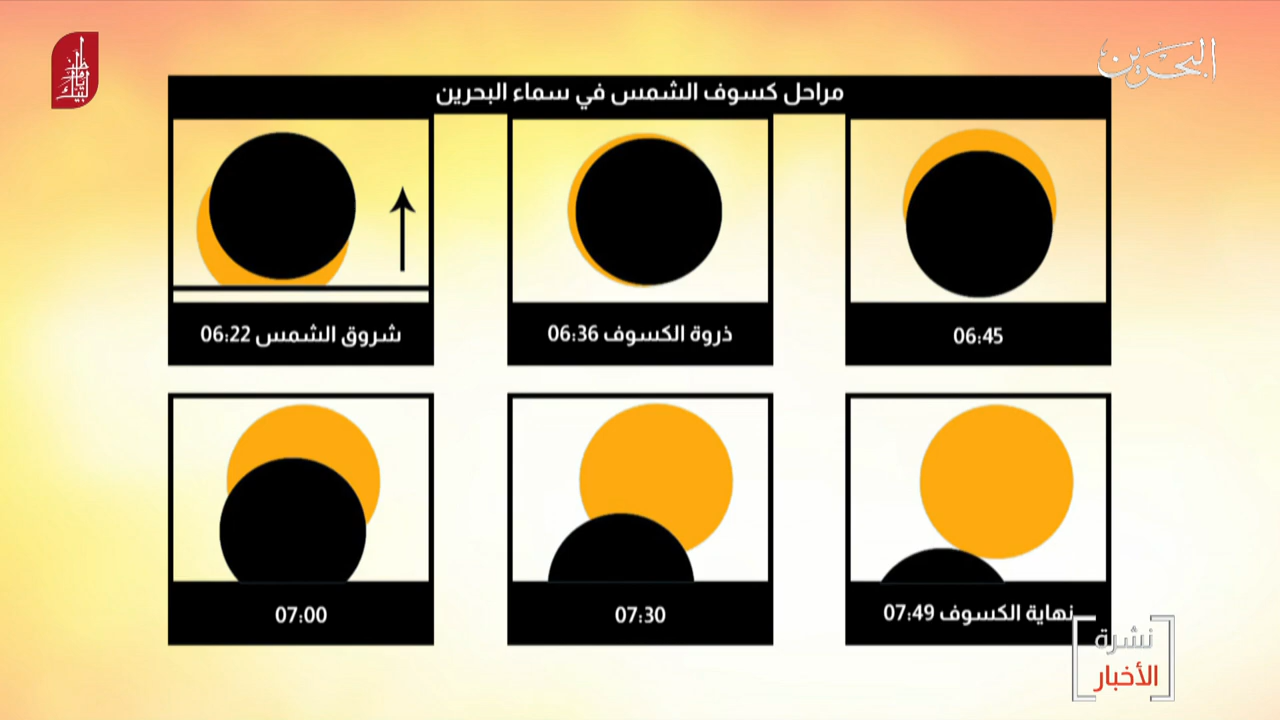 البحرين
مراحل كسوف الشمس في سماء البحرين
شروق الشمس 06:22
ذروة الكسوف 06:36
06:45
07:00
07:30
نهاية الكسوف 07:49
نشرة
الأخبار